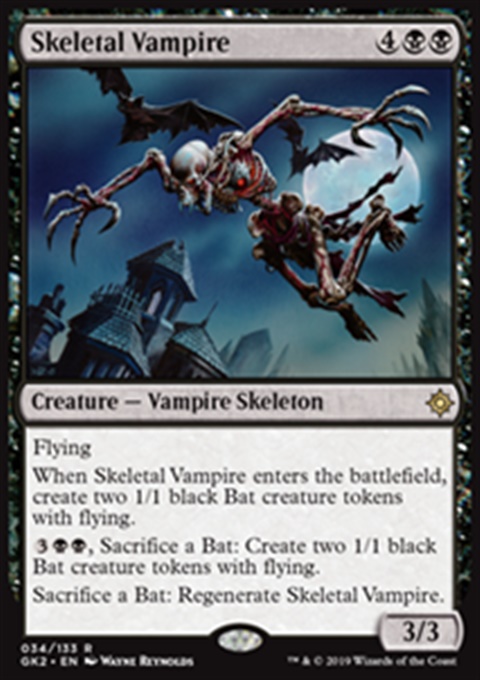 Skeletal Vampire 4
Creature — Vampire Skeleton
Flying
When Skeletal Vampire enters the battlefield,
create two 1/1 black Bat creature tokens
with flying.
3, Sacrifice a Bat: Create two 1/1 black
Bat creature tokens with flying.
Sacrifice a Bat: Regenerate Skeletal Vampire.
3/3
034/133 R
GK2 • EN Wayne Reynolds
™ & © 2019 Wizards of the Coast